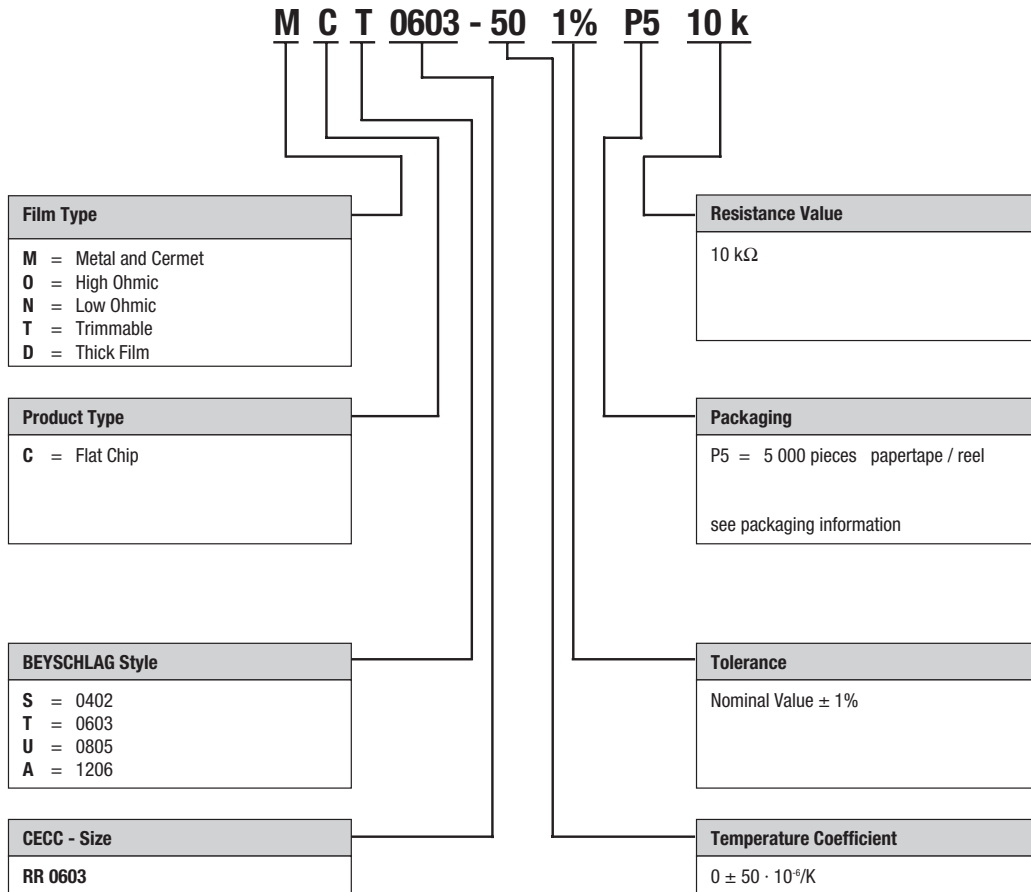 M C T 0603 - 50 1% P5 10 k
Film Type
M = Metal and Cermet
O = High Ohmic
N = Low Ohmic
T = Trimmable
D = Thick Film
Product Type
C = Flat Chip
BEYSCHLAG Style
S = 0402
T = 0603
U = 0805
A = 1206
CECC - Size
RR 0603
Resistance Value
10 kΩ
Packaging
P5 = 5 000 pieces papertape / reel
see packaging information
Tolerance
Nominal Value ± 1%
Temperature Coefficient
0 ± 50 · 10⁻⁶/K